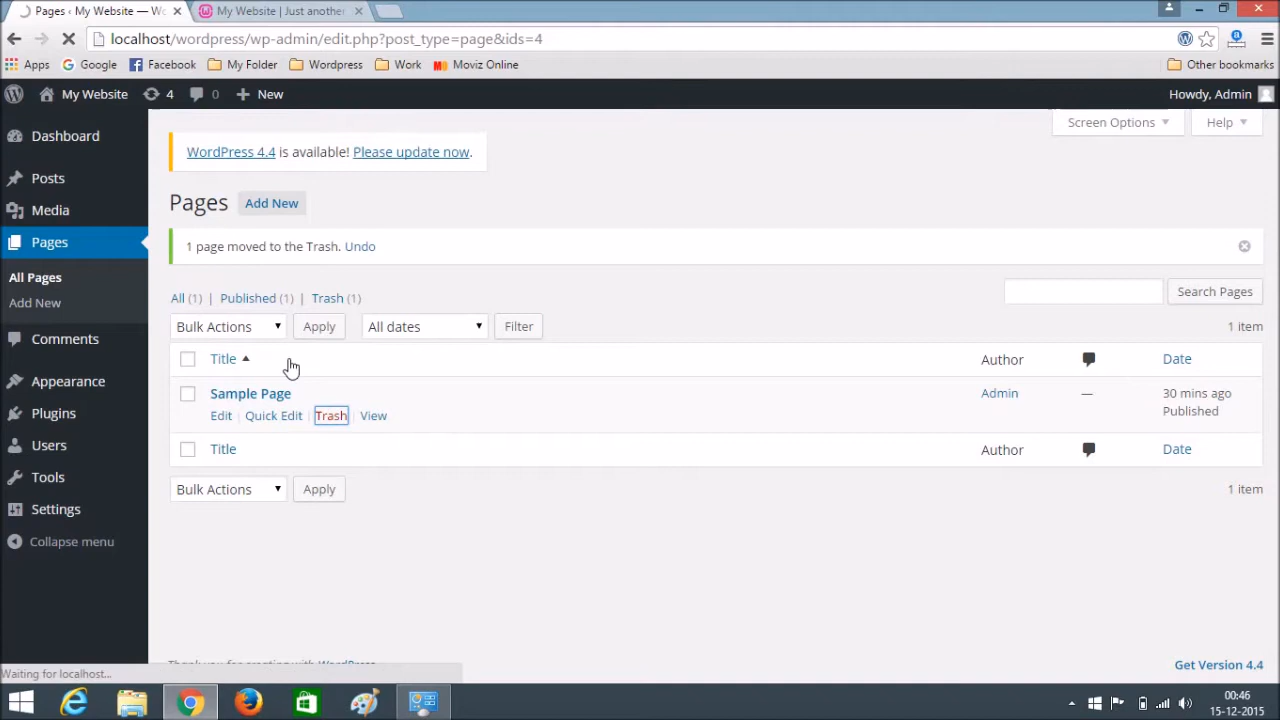 Pages ‹ My Website — Wo
My Website | Just another
localhost/wordpress/wp-admin/edit.php?post_type=page&ids=4
Apps Google Facebook My Folder Wordpress Work Moviz Online Other bookmarks
My Website 4 0 + New Howdy, Admin
Screen Options Help
Dashboard
Posts
Media
Pages
All Pages
Add New
Comments
Appearance
Plugins
Users
Tools
Settings
Collapse menu
WordPress 4.4 is available! Please update now.
Pages Add New
1 page moved to the Trash. Undo
All (1) | Published (1) | Trash (1)
Search Pages
Bulk Actions Apply All dates Filter 1 item
Title Author Date
Sample Page Admin — 30 mins ago
Published
Edit | Quick Edit | Trash | View
Title Author Date
Bulk Actions Apply 1 item
Thank you for creating with WordPress.
Get Version 4.4
Waiting for localhost...
00:46
15-12-2015